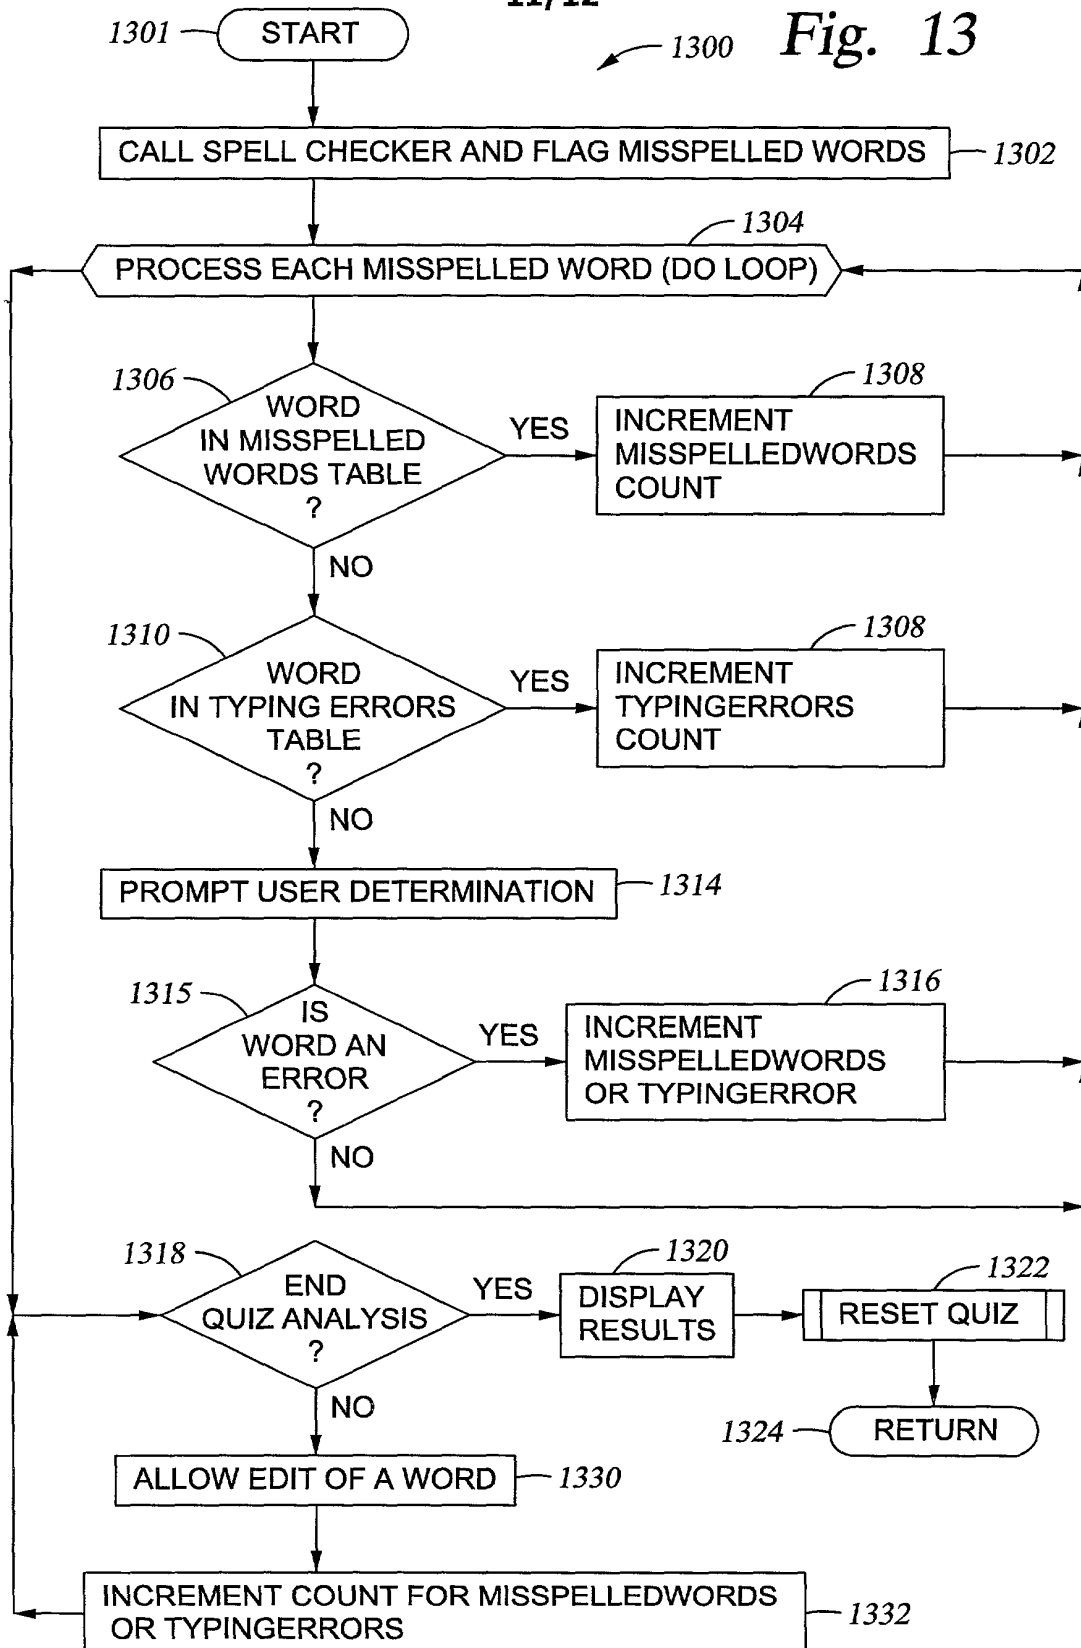 11/12
1301
START
1300
Fig. 13
CALL SPELL CHECKER AND FLAG MISSPELLED WORDS
1302
1304
PROCESS EACH MISSPELLED WORD (DO LOOP)
1306
WORD
IN MISSPELLED
WORDS TABLE
?
YES
1308
INCREMENT
MISSPELLEDWORDS
COUNT
NO
1310
WORD
IN TYPING ERRORS
TABLE
?
YES
1308
INCREMENT
TYPINGERRORS
COUNT
NO
PROMPT USER DETERMINATION
1314
1315
IS
WORD AN
ERROR
?
YES
1316
INCREMENT
MISSPELLEDWORDS
OR TYPINGERROR
NO
1318
END
QUIZ ANALYSIS
?
YES
1320
DISPLAY
RESULTS
1322
RESET QUIZ
NO
1324
RETURN
ALLOW EDIT OF A WORD
1330
INCREMENT COUNT FOR MISSPELLEDWORDS
OR TYPINGERRORS
1332